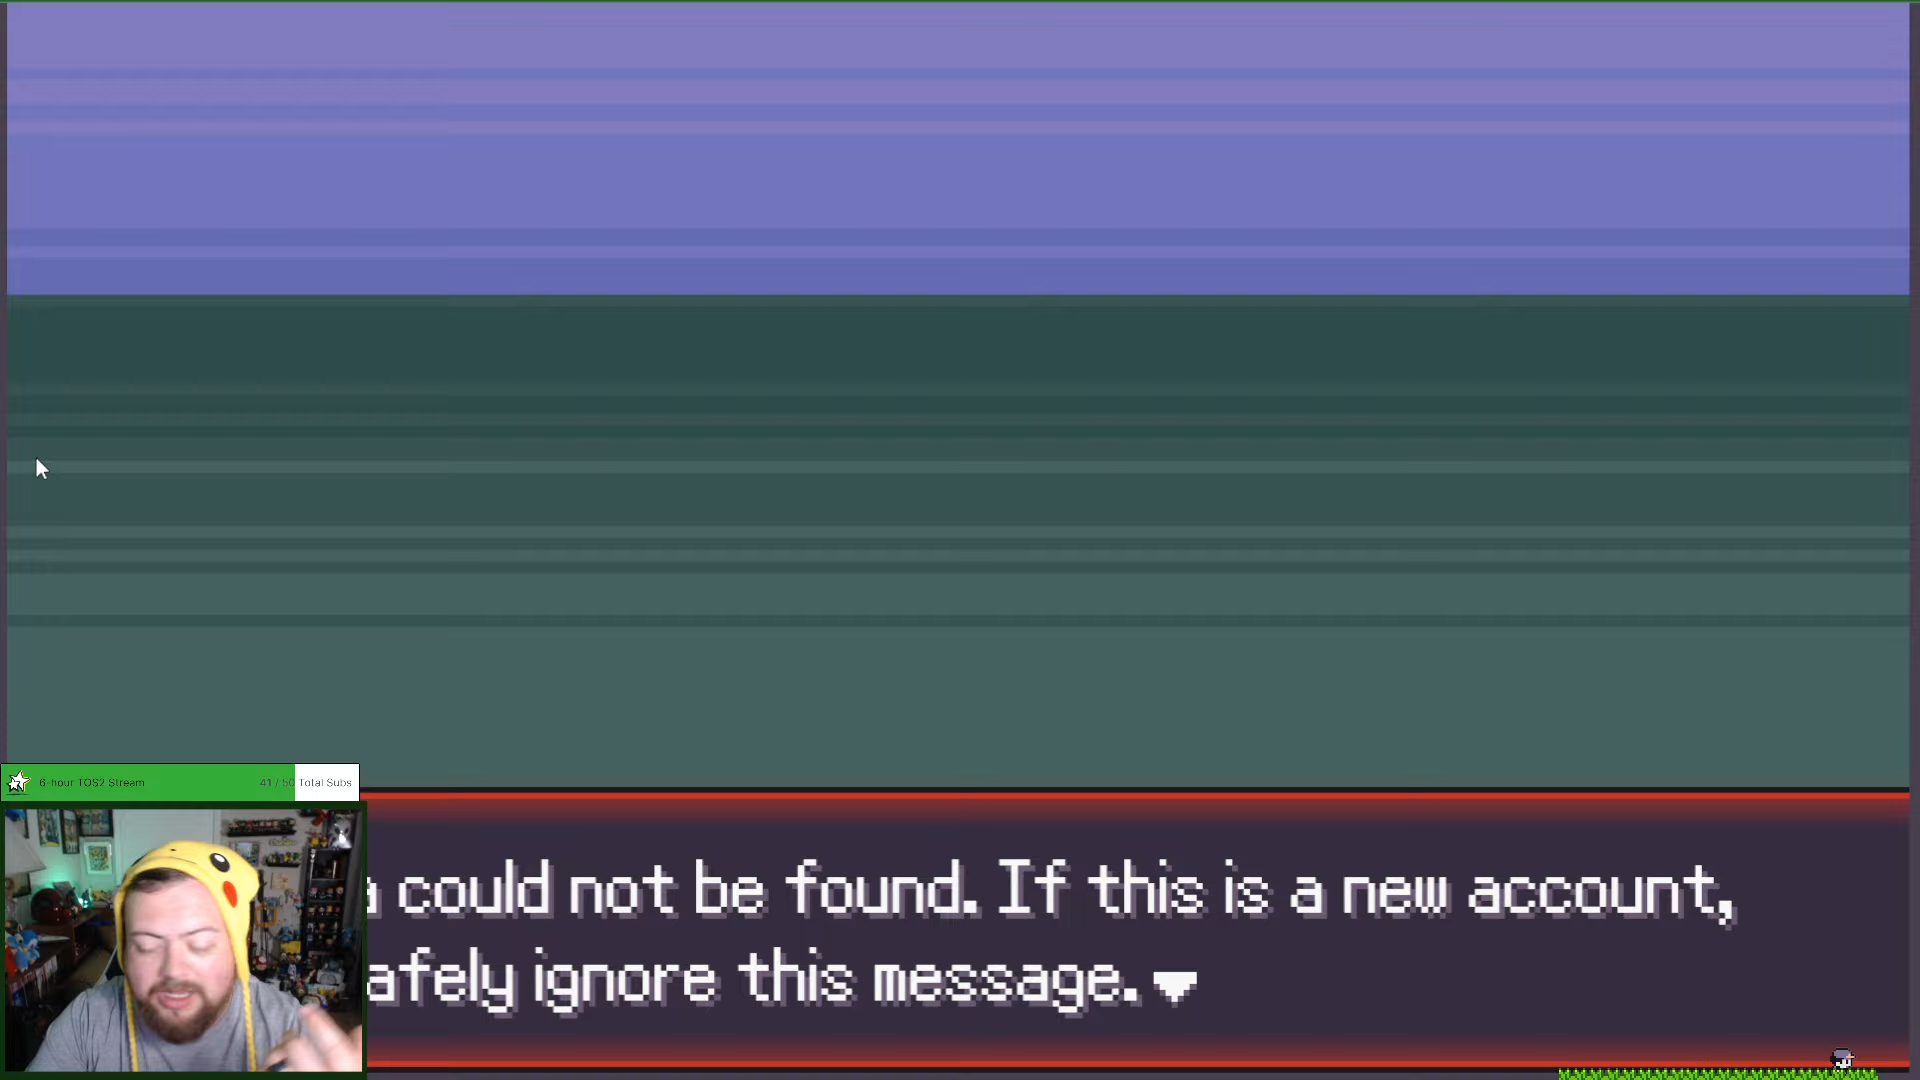 6-hour TOS2 Stream 41 / 50 Total Subs
could not be found. If this is a new account,
afely ignore this message.